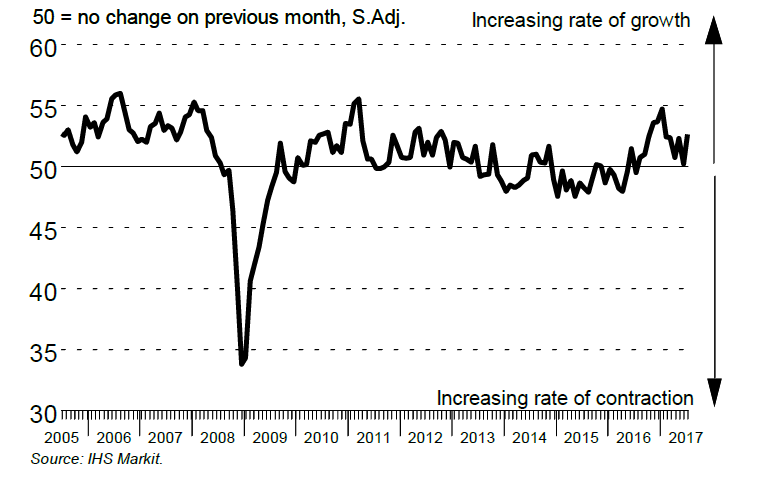 50 = no change on previous month, S.Adj.
Increasing rate of growth
60
55
50
45
40
35
30
Increasing rate of contraction
2005 2006 2007 2008 2009 2010 2011 2012 2013 2014 2015 2016 2017
Source: IHS Markit.